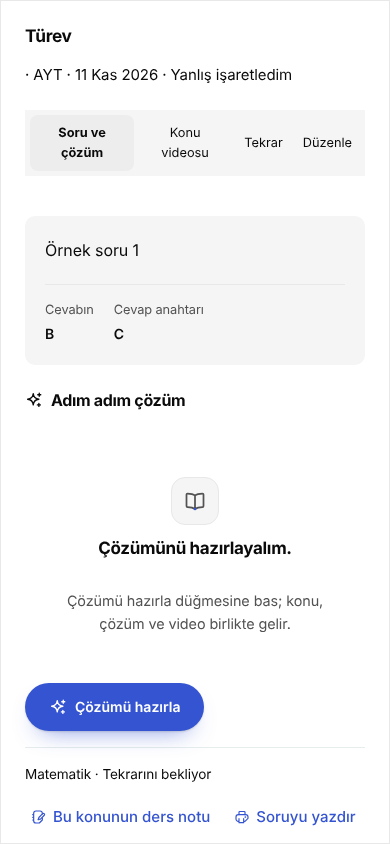 Türev
· AYT · 11 Kas 2026 · Yanlış işaretledim
Soru ve
çözüm
Konu
videosu
Tekrar
Düzenle
Örnek soru 1
Cevabın
Cevap anahtarı
B
C
Adım adım çözüm
Çözümünü hazırlayalım.
Çözümü hazırla düğmesine bas; konu,
çözüm ve video birlikte gelir.
Çözümü hazırla
Matematik · Tekrarını bekliyor
Bu konunun ders notu
Soruyu yazdır